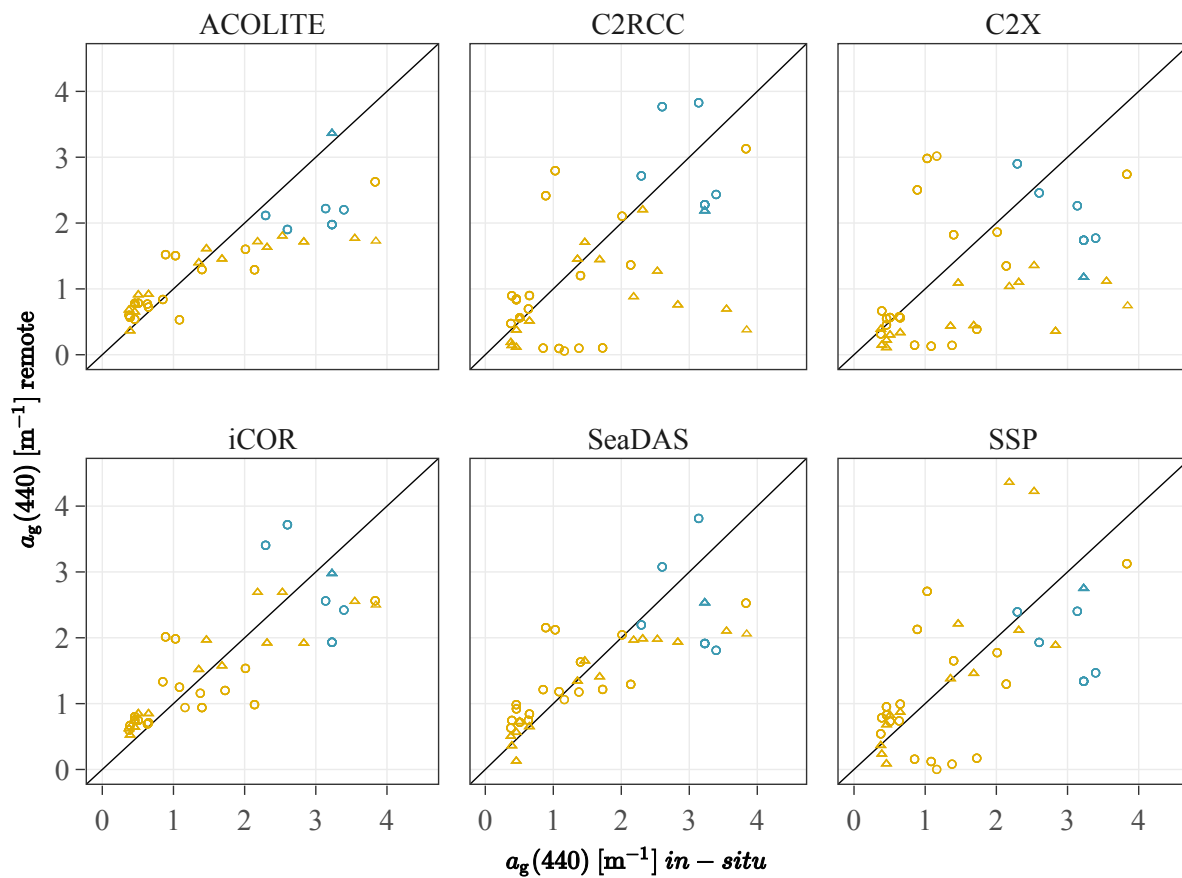 ACOLITE C2RCC C2X
4
3
2
1
0
iCOR SeaDAS SSP
4
3
2
1
0
0 1 2 3 4 0 1 2 3 4 0 1 2 3 4
a_g(440) [m⁻¹] remote
a_g(440) [m⁻¹] in − situ